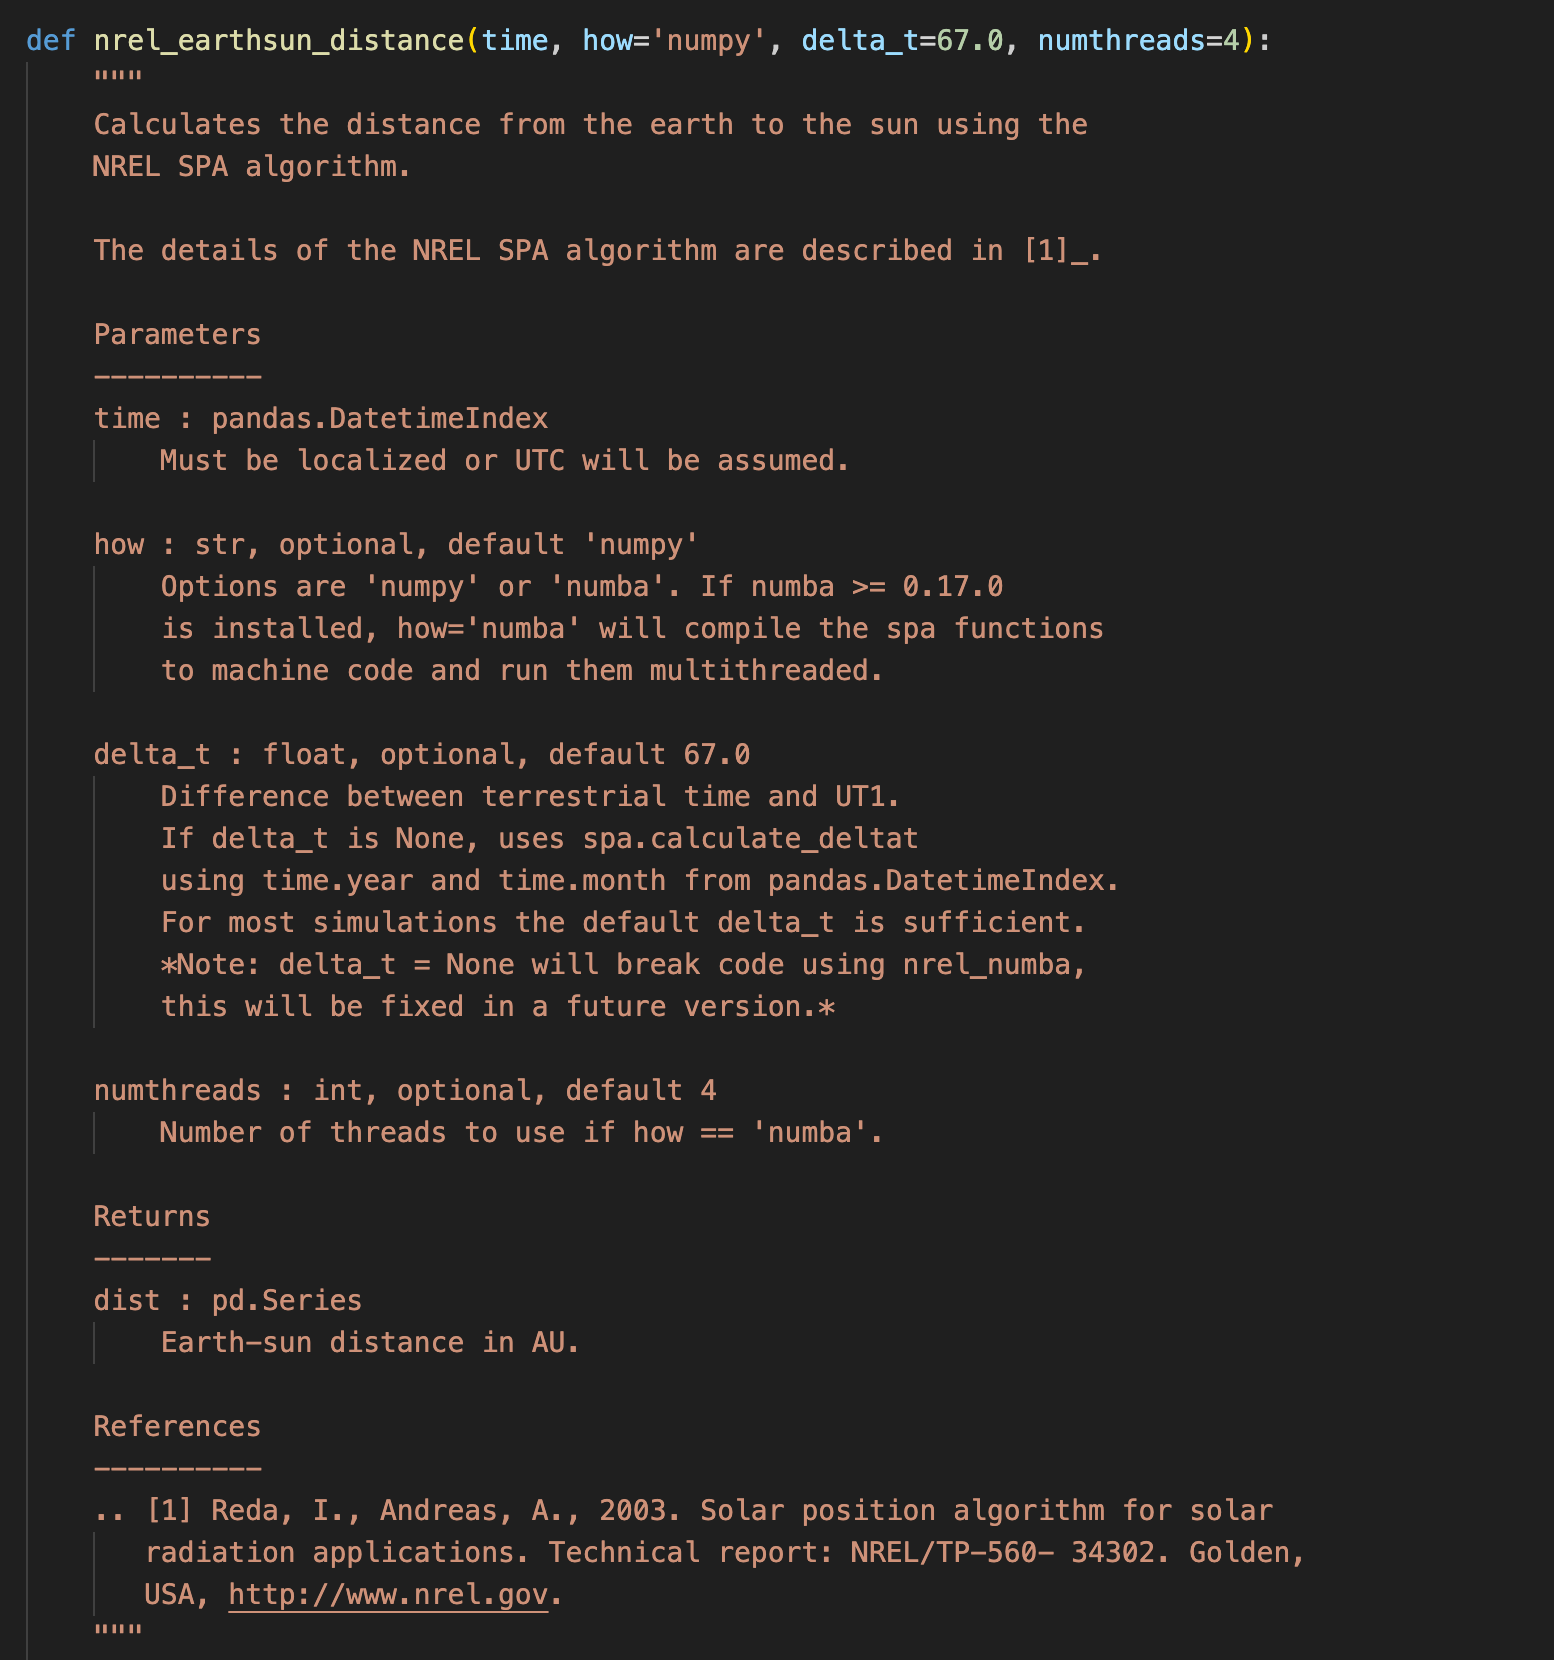 def nrel_earthsun_distance(time, how='numpy', delta_t=67.0, numthreads=4):
"""
Calculates the distance from the earth to the sun using the
NREL SPA algorithm.
The details of the NREL SPA algorithm are described in [1]_.
Parameters
----------
time : pandas.DatetimeIndex
Must be localized or UTC will be assumed.
how : str, optional, default 'numpy'
Options are 'numpy' or 'numba'. If numba >= 0.17.0
is installed, how='numba' will compile the spa functions
to machine code and run them multithreaded.
delta_t : float, optional, default 67.0
Difference between terrestrial time and UT1.
If delta_t is None, uses spa.calculate_deltat
using time.year and time.month from pandas.DatetimeIndex.
For most simulations the default delta_t is sufficient.
*Note: delta_t = None will break code using nrel_numba,
this will be fixed in a future version.*
numthreads : int, optional, default 4
Number of threads to use if how == 'numba'.
Returns
-------
dist : pd.Series
Earth-sun distance in AU.
References
----------
.. [1] Reda, I., Andreas, A., 2003. Solar position algorithm for solar
radiation applications. Technical report: NREL/TP-560- 34302. Golden,
USA, http://www.nrel.gov.
"""